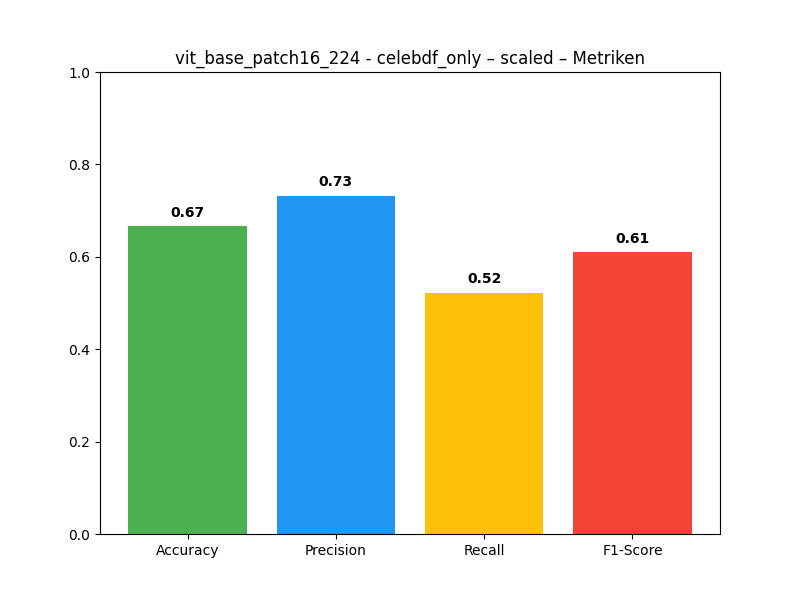 vit_base_patch16_224 - celebdf_only – scaled – Metriken
1.0
0.8
0.6
0.4
0.2
0.0
0.67
0.73
0.52
0.61
Accuracy
Precision
Recall
F1-Score